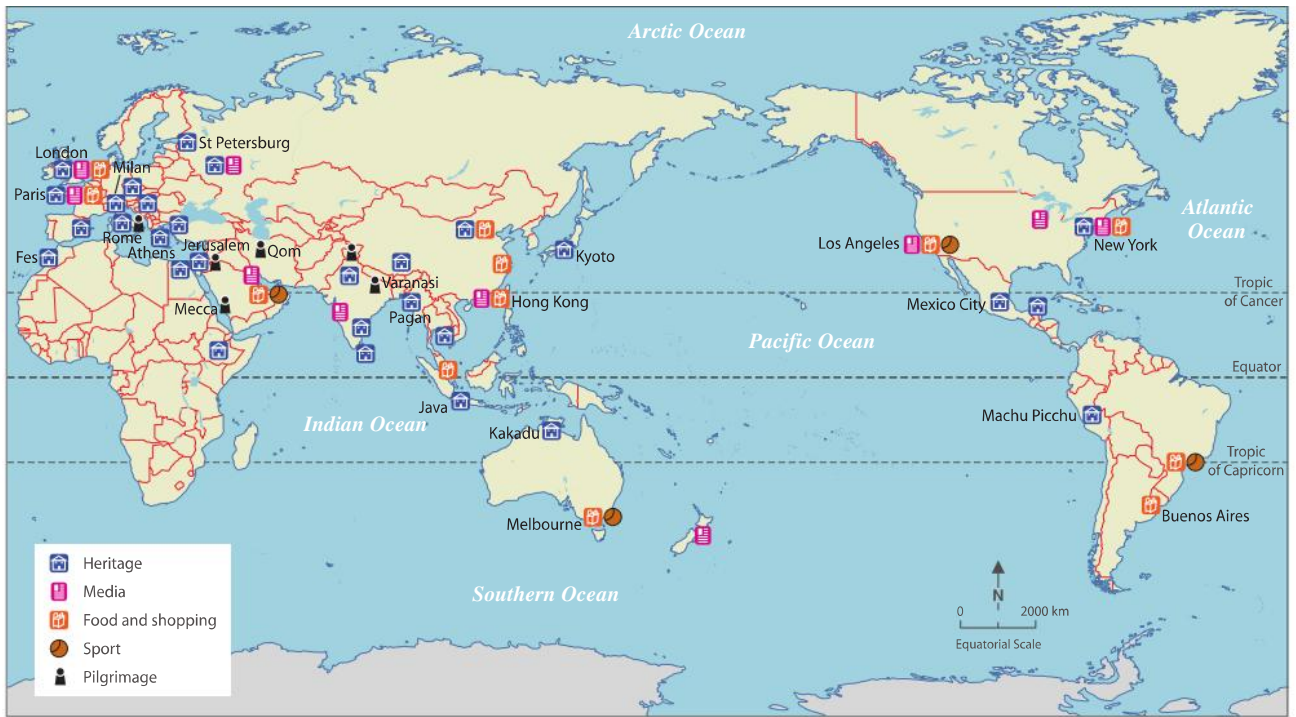 Arctic Ocean
St Petersburg
London
Milan
Paris
Atlantic
Ocean
Rome
Athens
Jerusalem
Qom
Fes
Kyoto
Los Angeles
New York
Varanasi
Mecca
Pagan
Hong Kong
Mexico City
Tropic
of Cancer
Pacific Ocean
Equator
Java
Indian Ocean
Kakadu
Machu Picchu
Tropic
of Capricorn
Melbourne
Buenos Aires
Southern Ocean
N
0 2000 km
Equatorial Scale
Heritage
Media
Food and shopping
Sport
Pilgrimage